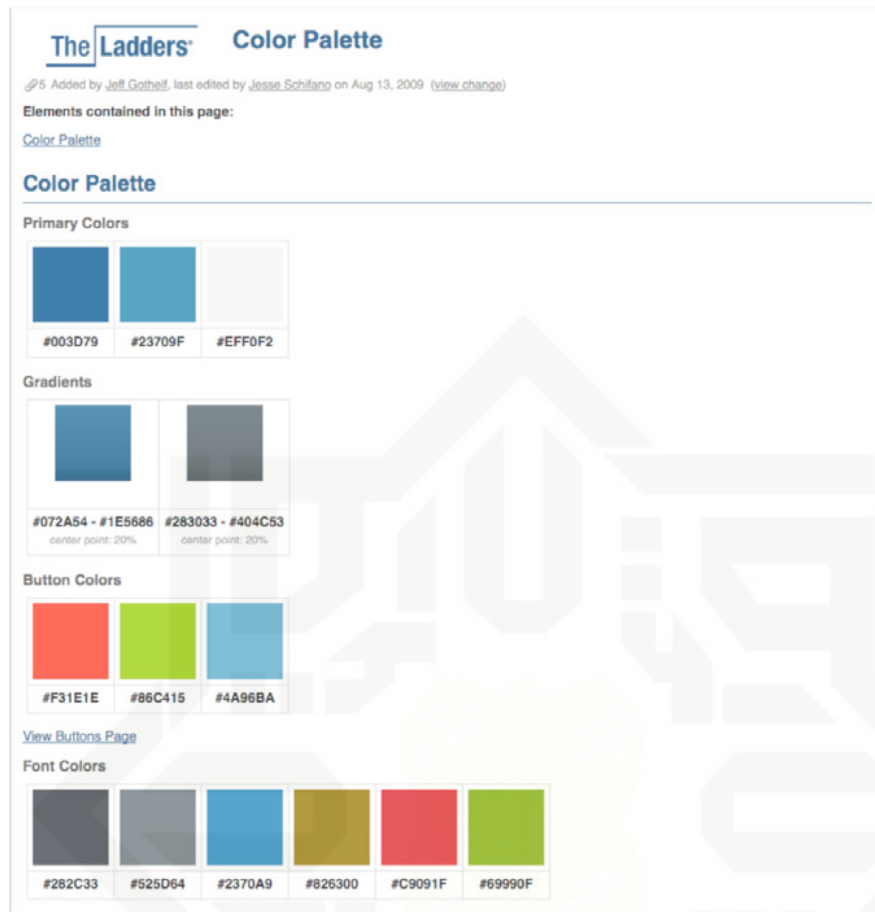 The Ladders Color Palette
5 Added by Jeff Gothelf, last edited by Jesse Schifano on Aug 13, 2009 (view change)
Elements contained in this page:
Color Palette
Color Palette
Primary Colors
#003D79 #23709F #EFF0F2
Gradients
#072A54 - #1E5686 #283033 - #404C53
center point: 20% center point: 20%
Button Colors
#F31E1E #86C415 #4A96BA
View Buttons Page
Font Colors
#282C33 #525D64 #2370A9 #826300 #C9091F #69990F